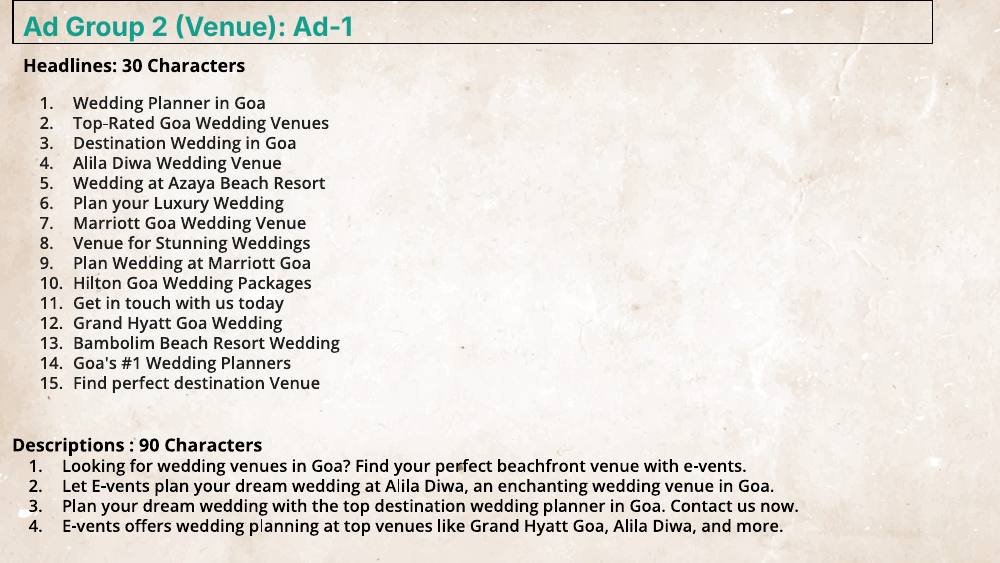 Ad Group 2 (Venue): Ad-1
Headlines: 30 Characters
1. Wedding Planner in Goa
2. Top-Rated Goa Wedding Venues
3. Destination Wedding in Goa
4. Alila Diwa Wedding Venue
5. Wedding at Azaya Beach Resort
6. Plan your Luxury Wedding
7. Marriott Goa Wedding Venue
8. Venue for Stunning Weddings
9. Plan Wedding at Marriott Goa
10. Hilton Goa Wedding Packages
11. Get in touch with us today
12. Grand Hyatt Goa Wedding
13. Bambolim Beach Resort Wedding
14. Goa's #1 Wedding Planners
15. Find perfect destination Venue
Descriptions : 90 Characters
1. Looking for wedding venues in Goa? Find your perfect beachfront venue with e-vents.
2. Let E-vents plan your dream wedding at Alila Diwa, an enchanting wedding venue in Goa.
3. Plan your dream wedding with the top destination wedding planner in Goa. Contact us now.
4. E-vents offers wedding planning at top venues like Grand Hyatt Goa, Alila Diwa, and more.